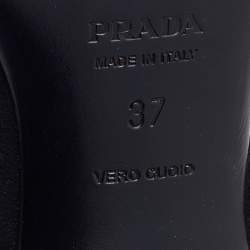 PRADA
MADE IN ITALY
37
VERO CUOIO